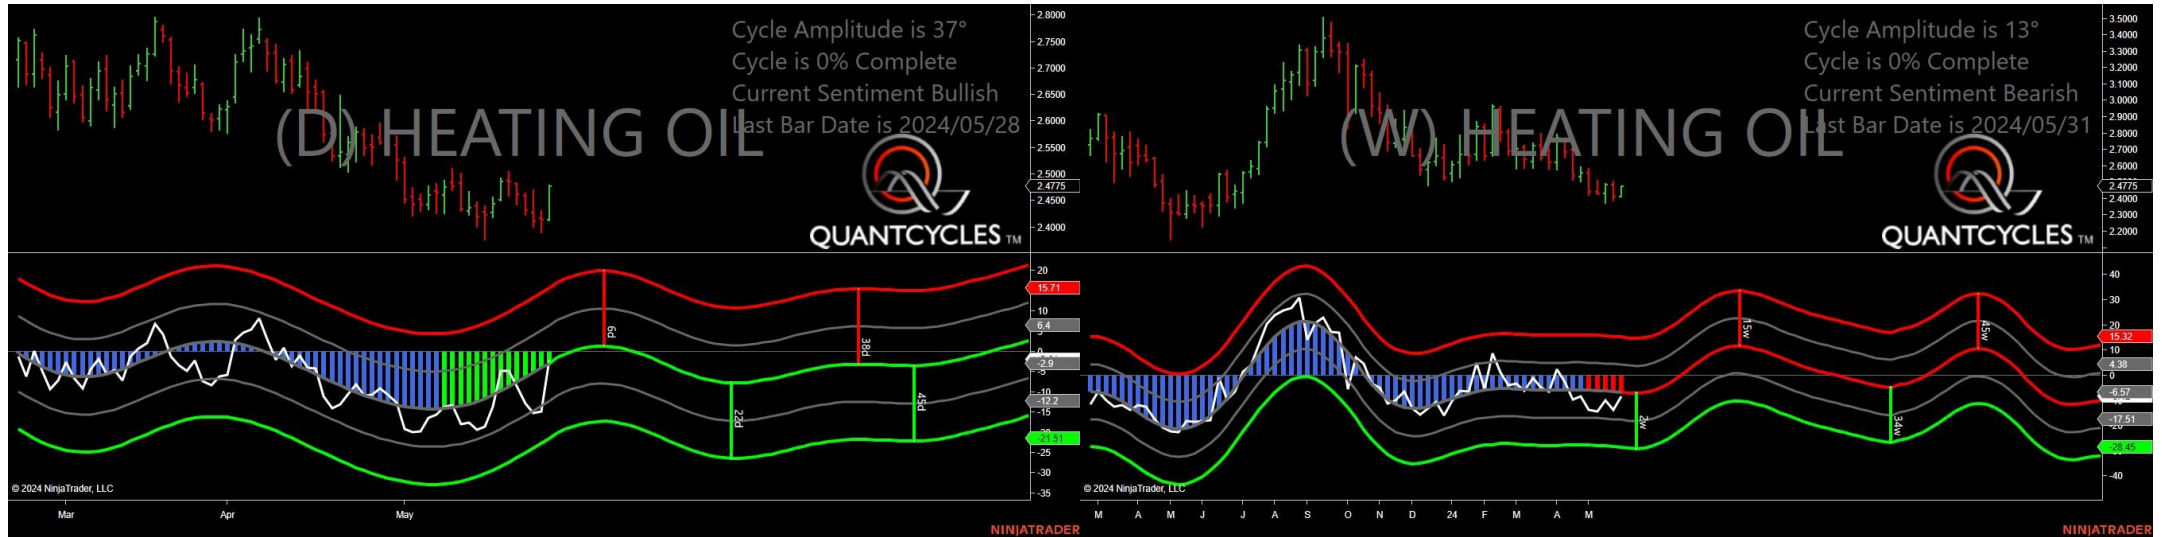 Cycle Amplitude is 37°
Cycle is 0% Complete
Current Sentiment Bullish
Last Bar Date is 2024/05/28
(D) HEATING OIL
QUANTCYCLES TM
2.8000
2.7500
2.7000
2.6500
2.6000
2.5500
2.5000
2.4775
2.4500
2.4000
20
15.71
10
6.4
0
-2.9
-5
-10
-12.2
-15
-21.51
-25
-30
-35
6d
22d
38d
45d
© 2024 NinjaTrader, LLC
Mar Apr May
NINJATRADER
Cycle Amplitude is 13°
Cycle is 0% Complete
Current Sentiment Bearish
Last Bar Date is 2024/05/31
(W) HEATING OIL
QUANTCYCLES TM
3.5000
3.4000
3.3000
3.2000
3.1000
3.0000
2.9000
2.8000
2.7000
2.6000
2.4775
2.4000
2.3000
2.2000
40
30
20
15.32
10
4.38
0
-6.57
-17.51
-28.45
-40
2w
15w
34w
45w
© 2024 NinjaTrader, LLC
M A M J J A S O N D 24 F M A M
NINJATRADER